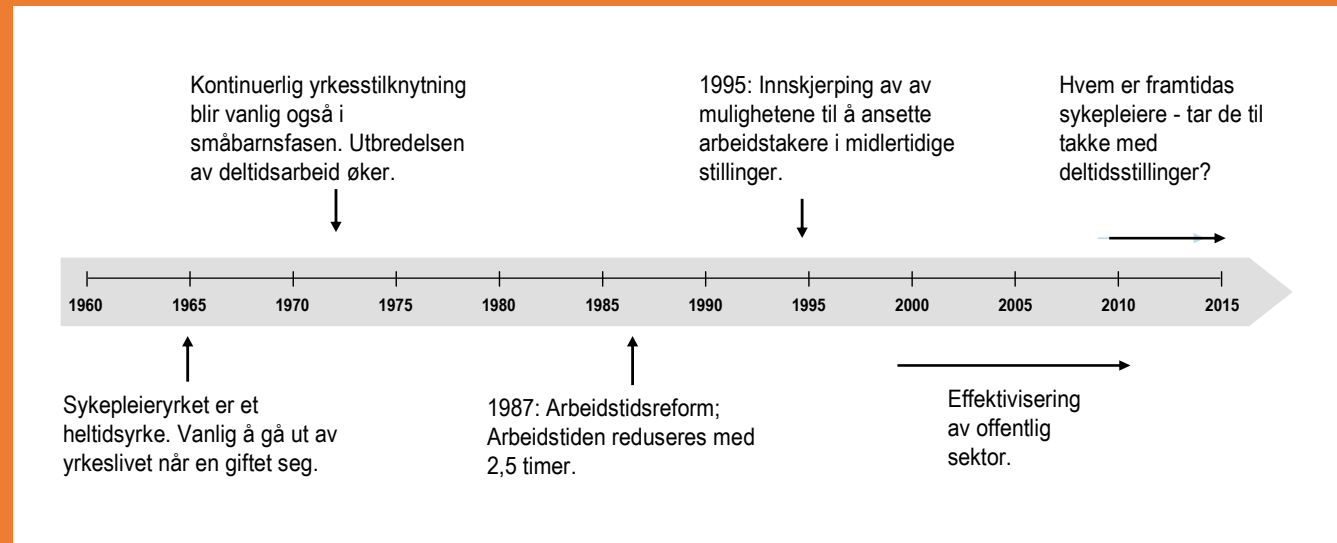 Kontinuerlig yrkesstilknytning
blir vanlig også i
småbarnsfasen. Utbredelsen
av deltidsarbeid øker.
1995: Innskjerping av av
mulighetene til å ansette
arbeidstakere i midlertidige
stillinger.
Hvem er framtidas
sykepleiere - tar de til
takke med
deltidsstillinger?
1960 1965 1970 1975 1980 1985 1990 1995 2000 2005 2010 2015
Sykepleieryrket er et
heltidsyrke. Vanlig å gå ut av
yrkeslivet når en giftet seg.
1987: Arbeidstidsreform;
Arbeidstiden reduseres med
2,5 timer.
Effektivisering
av offentlig
sektor.